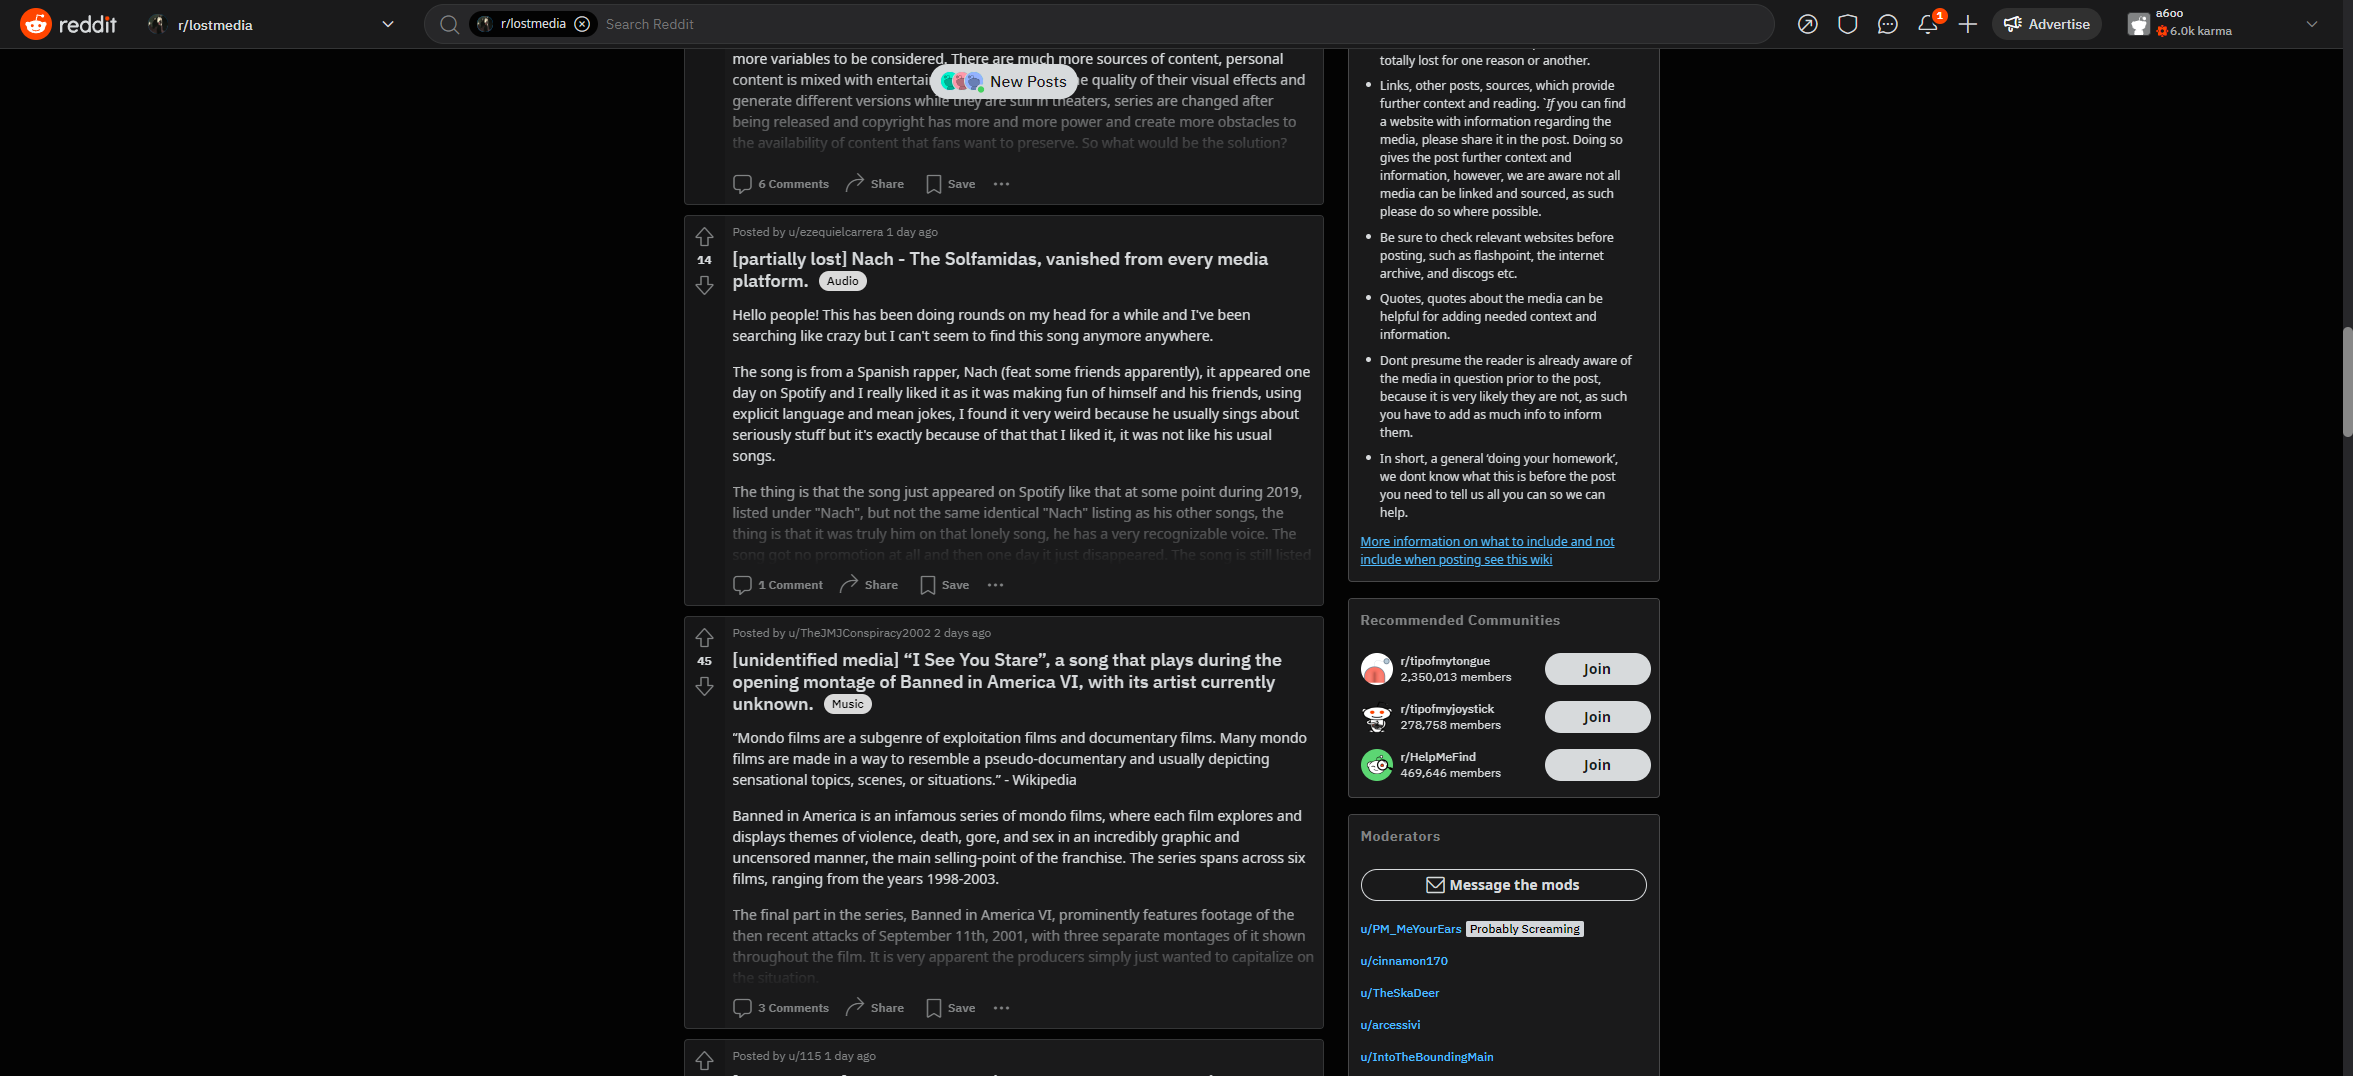 reddit
r/lostmedia
r/lostmedia
Search Reddit
1
Advertise
a6oo
6.0k karma
more variables to be considered. There are much more sources of content, personal
content is mixed with entertain
e quality of their visual effects and
New Posts
generate different versions while they are still in theaters, series are changed after
being released and copyright has more and more power and create more obstacles to
the availability of content that fans want to preserve. So what would be the solution?
6 Comments
Share
Save
Posted by u/ezequielcarrera 1 day ago
14
[partially lost] Nach - The Solfamidas, vanished from every media
platform.
Audio
Hello people! This has been doing rounds on my head for a while and I've been
searching like crazy but I can't seem to find this song anymore anywhere.
The song is from a Spanish rapper, Nach (feat some friends apparently), it appeared one
day on Spotify and I really liked it as it was making fun of himself and his friends, using
explicit language and mean jokes, I found it very weird because he usually sings about
seriously stuff but it's exactly because of that that I liked it, it was not like his usual
songs.
The thing is that the song just appeared on Spotify like that at some point during 2019,
listed under "Nach", but not the same identical "Nach" listing as his other songs, the
thing is that it was truly him on that lonely song, he has a very recognizable voice. The
song got no promotion at all and then one day it just disappeared. The song is still listed
1 Comment
Share
Save
Posted by u/TheJMJConspiracy2002 2 days ago
45
[unidentified media] “I See You Stare”, a song that plays during the
opening montage of Banned in America VI, with its artist currently
unknown.
Music
“Mondo films are a subgenre of exploitation films and documentary films. Many mondo
films are made in a way to resemble a pseudo-documentary and usually depicting
sensational topics, scenes, or situations.” - Wikipedia
Banned in America is an infamous series of mondo films, where each film explores and
displays themes of violence, death, gore, and sex in an incredibly graphic and
uncensored manner, the main selling-point of the franchise. The series spans across six
films, ranging from the years 1998-2003.
The final part in the series, Banned in America VI, prominently features footage of the
then recent attacks of September 11th, 2001, with three separate montages of it shown
throughout the film. It is very apparent the producers simply just wanted to capitalize on
the situation.
3 Comments
Share
Save
Posted by u/115 1 day ago
totally lost for one reason or another.
Links, other posts, sources, which provide
further context and reading. `If you can find
a website with information regarding the
media, please share it in the post. Doing so
gives the post further context and
information, however, we are aware not all
media can be linked and sourced, as such
please do so where possible.
Be sure to check relevant websites before
posting, such as flashpoint, the internet
archive, and discogs etc.
Quotes, quotes about the media can be
helpful for adding needed context and
information.
Dont presume the reader is already aware of
the media in question prior to the post,
because it is very likely they are not, as such
you have to add as much info to inform
them.
In short, a general ‘doing your homework’,
we dont know what this is before the post
you need to tell us all you can so we can
help.
More information on what to include and not
include when posting see this wiki
Recommended Communities
r/tipofmytongue
2,350,013 members
Join
r/tipofmyjoystick
278,758 members
Join
r/HelpMeFind
469,646 members
Join
Moderators
Message the mods
u/PM_MeYourEars Probably Screaming
u/cinnamon170
u/TheSkaDeer
u/arcessivi
u/IntoTheBoundingMain